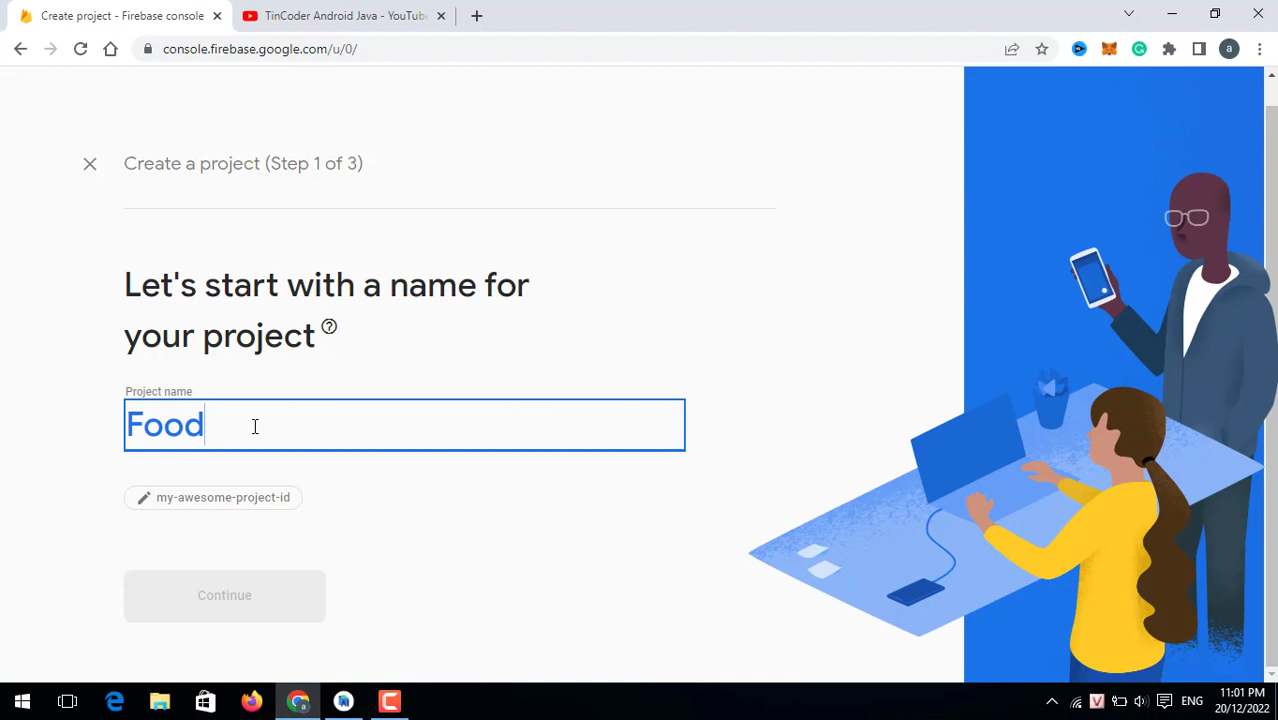 Create project - Firebase console
TinCoder Android Java - YouTube
console.firebase.google.com/u/0/
a
Create a project (Step 1 of 3)
Let's start with a name for
your project
Project name
Food
my-awesome-project-id
Continue
ENG
11:01 PM
20/12/2022